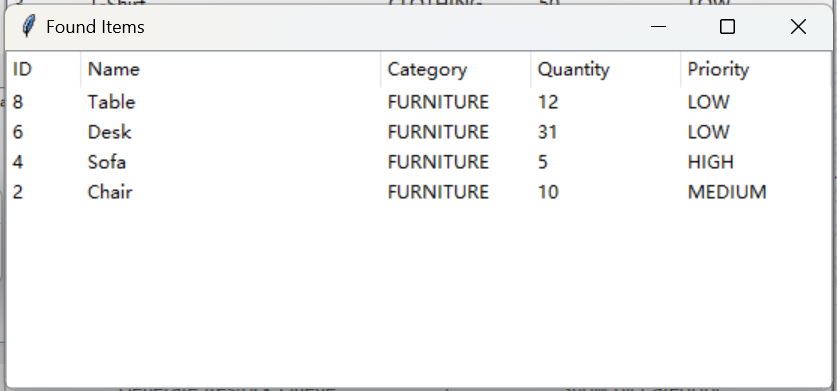 Found Items
ID Name Category Quantity Priority
8 Table FURNITURE 12 LOW
6 Desk FURNITURE 31 LOW
4 Sofa FURNITURE 5 HIGH
2 Chair FURNITURE 10 MEDIUM